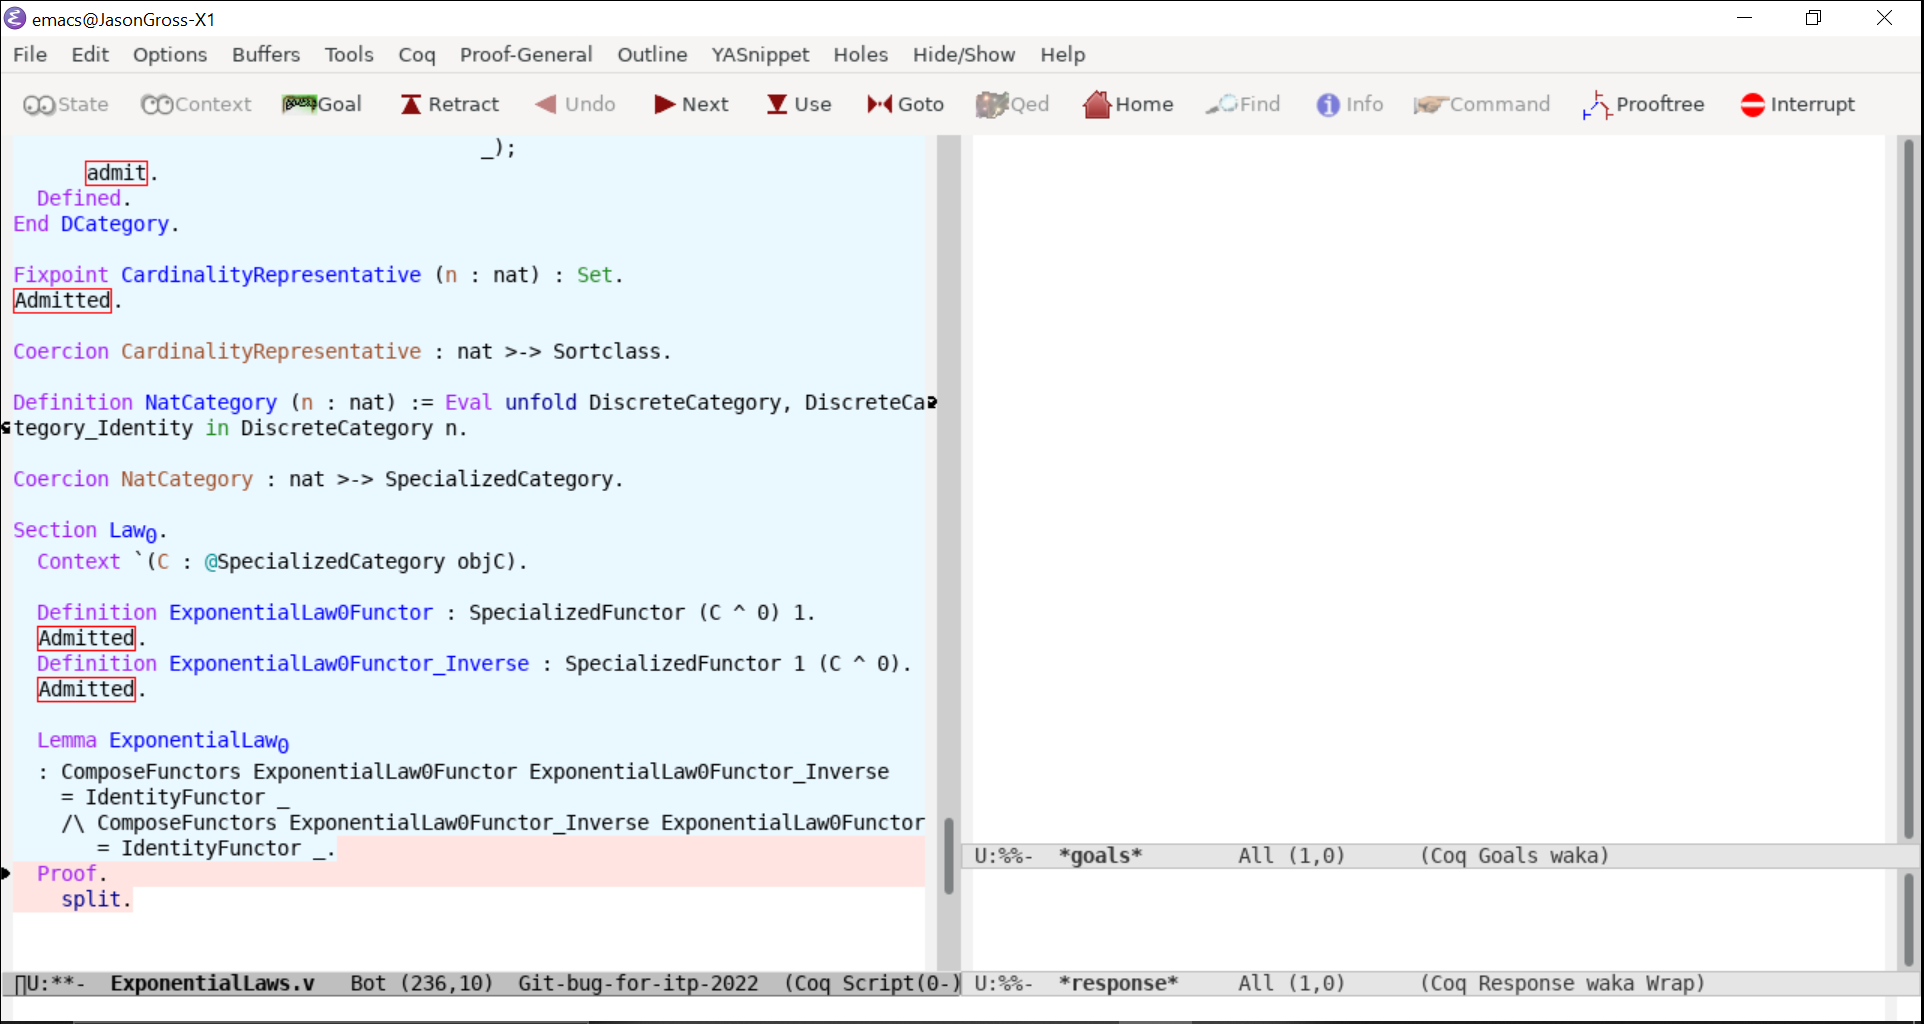 emacs@JasonGross-X1
File Edit Options Buffers Tools Coq Proof-General Outline YASnippet Holes Hide/Show Help
State Context Goal Retract Undo Next Use Goto Qed Home Find Info Command Prooftree Interrupt
_);
admit.
Defined.
End DCategory.
Fixpoint CardinalityRepresentative (n : nat) : Set.
Admitted.
Coercion CardinalityRepresentative : nat >-> Sortclass.
Definition NatCategory (n : nat) := Eval unfold DiscreteCategory, DiscreteCa
tegory_Identity in DiscreteCategory n.
Coercion NatCategory : nat >-> SpecializedCategory.
Section Law₀.
Context `(C : @SpecializedCategory objC).
Definition ExponentialLaw0Functor : SpecializedFunctor (C ^ 0) 1.
Admitted.
Definition ExponentialLaw0Functor_Inverse : SpecializedFunctor 1 (C ^ 0).
Admitted.
Lemma ExponentialLaw₀
: ComposeFunctors ExponentialLaw0Functor ExponentialLaw0Functor_Inverse
= IdentityFunctor _
/\ ComposeFunctors ExponentialLaw0Functor_Inverse ExponentialLaw0Functor
= IdentityFunctor _.
Proof.
split.
U:**- ExponentialLaws.v Bot (236,10) Git-bug-for-itp-2022 (Coq Script(0-)
U:%%- *goals* All (1,0) (Coq Goals waka)
U:%%- *response* All (1,0) (Coq Response waka Wrap)